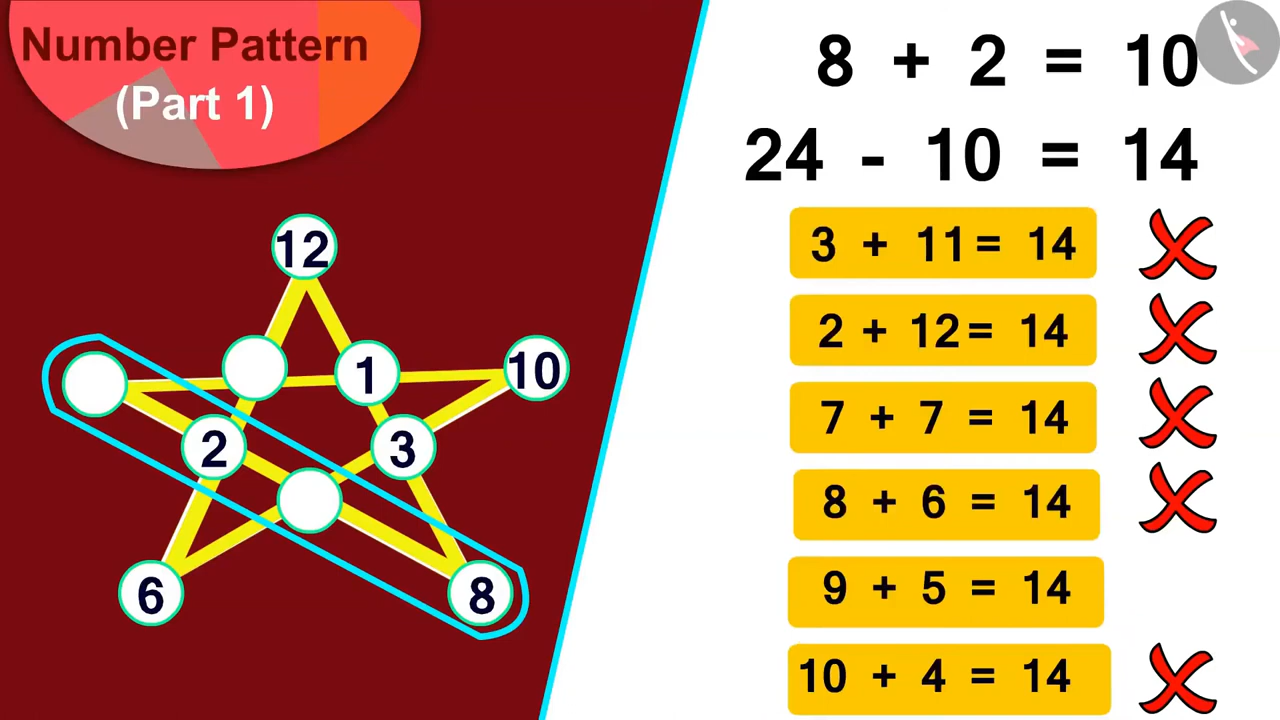 Number Pattern
(Part 1)
8 + 2 = 10
24 - 10 = 14
3 + 11 = 14
2 + 12 = 14
7 + 7 = 14
8 + 6 = 14
9 + 5 = 14
10 + 4 = 14
12
1
10
2
3
6
8